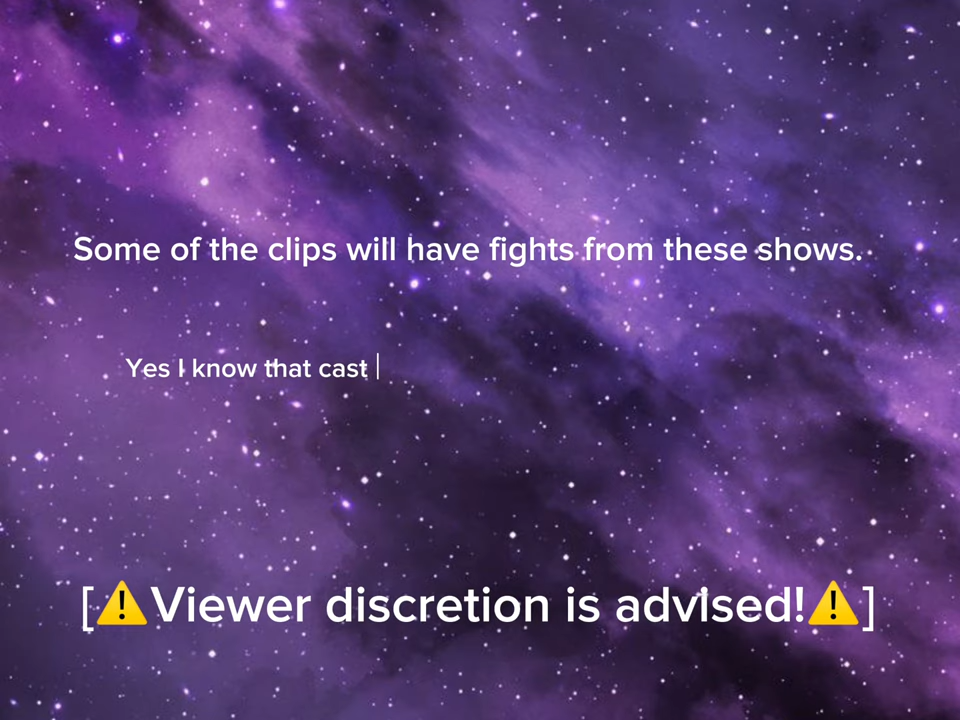 Some of the clips will have fights from these shows.
Yes I know that cast
[⚠️Viewer discretion is advised!⚠️]